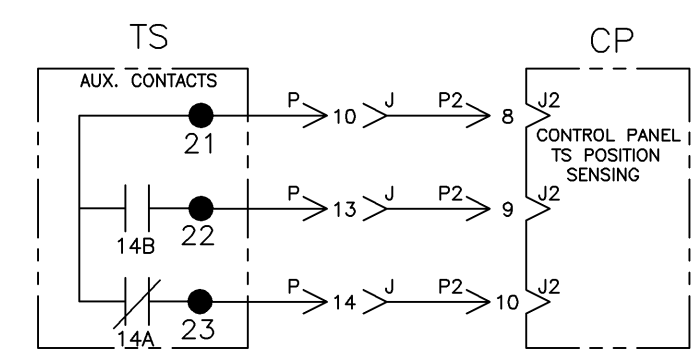 TS
CP
AUX. CONTACTS
P 10 J P2 8 J2
21
CONTROL PANEL
TS POSITION
SENSING
P 13 J P2 9 J2
14B 22
P 14 J P2 10 J2
14A 23